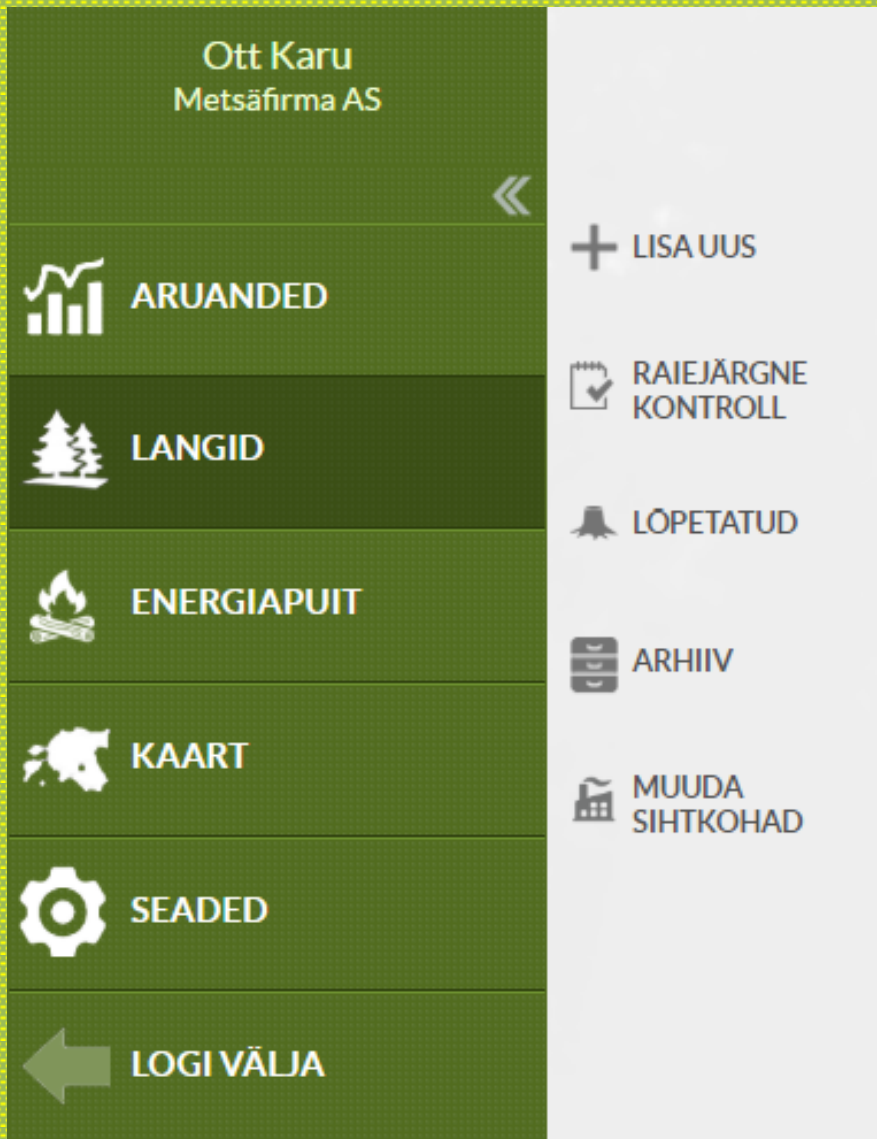 Ott Karu
Metsäfirma AS
ARUANDED
LANGID
ENERGIAPUIT
KAART
SEADED
LOGI VÄLJA
LISA UUS
RAIEJÄRGNE
KONTROLL
LÕPETATUD
ARHIIV
MUUDA
SIHTKOHAD